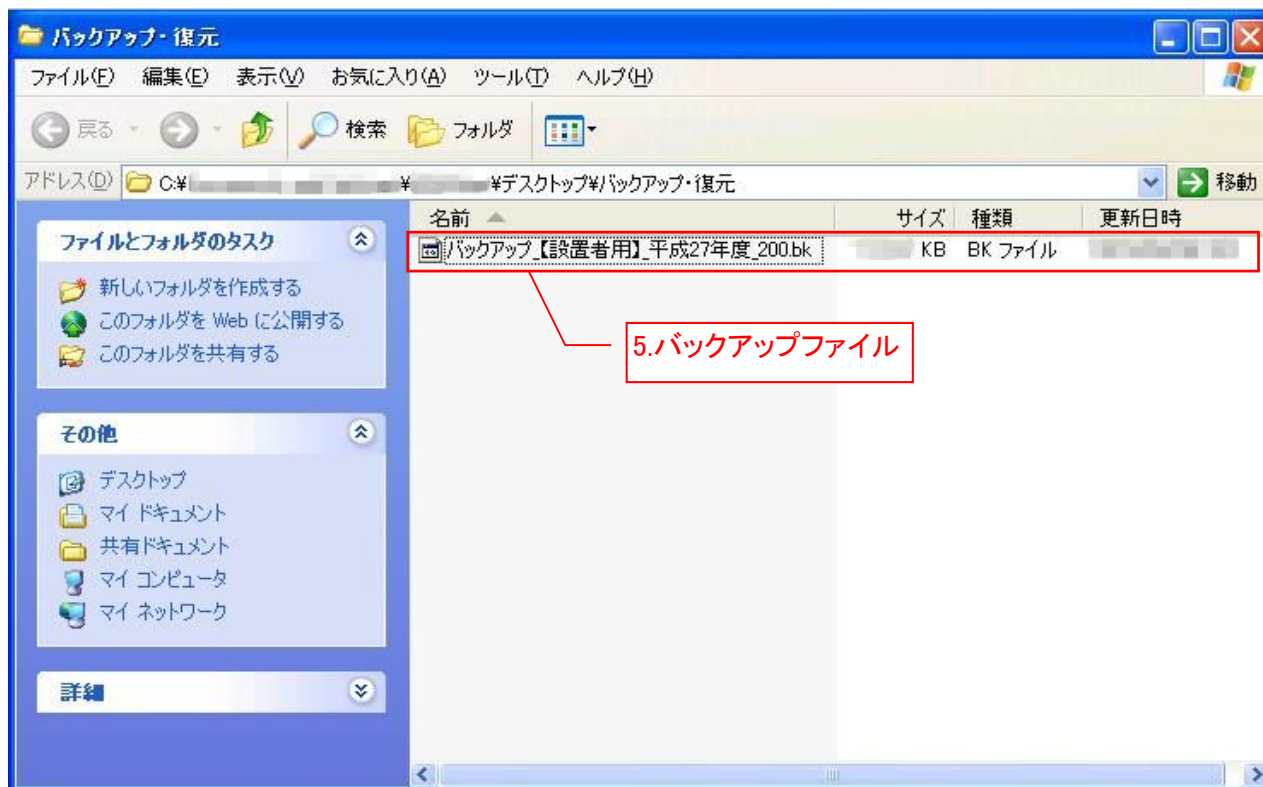 バックアップ・復元
ファイル(F) 編集(E) 表示(V) お気に入り(A) ツール(T) ヘルプ(H)
戻る 検索 フォルダ
アドレス(D) C:¥ ¥ ¥デスクトップ¥バックアップ・復元 移動
名前 サイズ 種類 更新日時
バックアップ_【設置者用】_平成27年度_200.bk KB BK ファイル
5.バックアップファイル
ファイルとフォルダのタスク
新しいフォルダを作成する
このフォルダを Web に公開する
このフォルダを共有する
その他
デスクトップ
マイ ドキュメント
共有ドキュメント
マイ コンピュータ
マイ ネットワーク
詳細